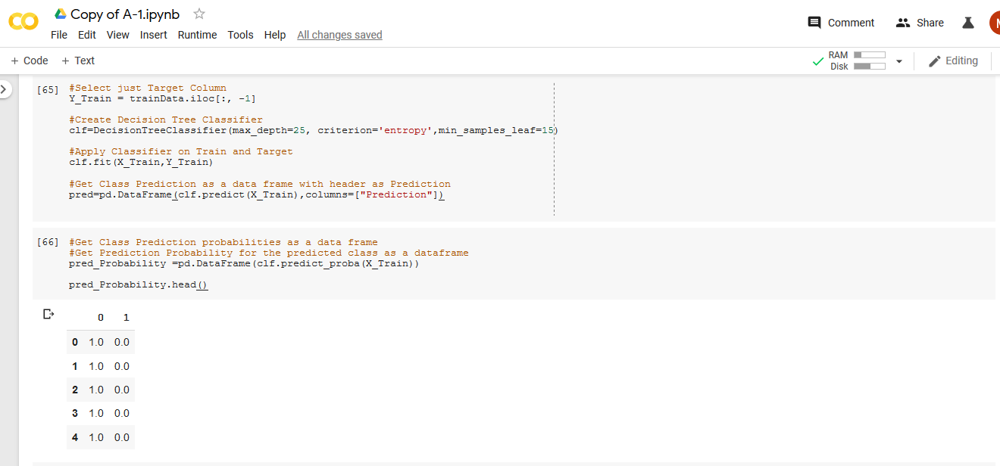 Copy of A-1.ipynb
File Edit View Insert Runtime Tools Help All changes saved
Comment
Share
+ Code + Text
RAM
Disk
Editing
[65] #Select just Target Column
Y_Train = trainData.iloc[:, -1]
#Create Decision Tree Classifier
clf=DecisionTreeClassifier(max_depth=25, criterion='entropy',min_samples_leaf=15)
#Apply Classifier on Train and Target
clf.fit(X_Train,Y_Train)
#Get Class Prediction as a data frame with header as Prediction
pred=pd.DataFrame(clf.predict(X_Train),columns=["Prediction"])
[66] #Get Class Prediction probabilities as a data frame
#Get Prediction Probability for the predicted class as a dataframe
pred_Probability =pd.DataFrame(clf.predict_proba(X_Train))
pred_Probability.head()
0 1
0 1.0 0.0
1 1.0 0.0
2 1.0 0.0
3 1.0 0.0
4 1.0 0.0